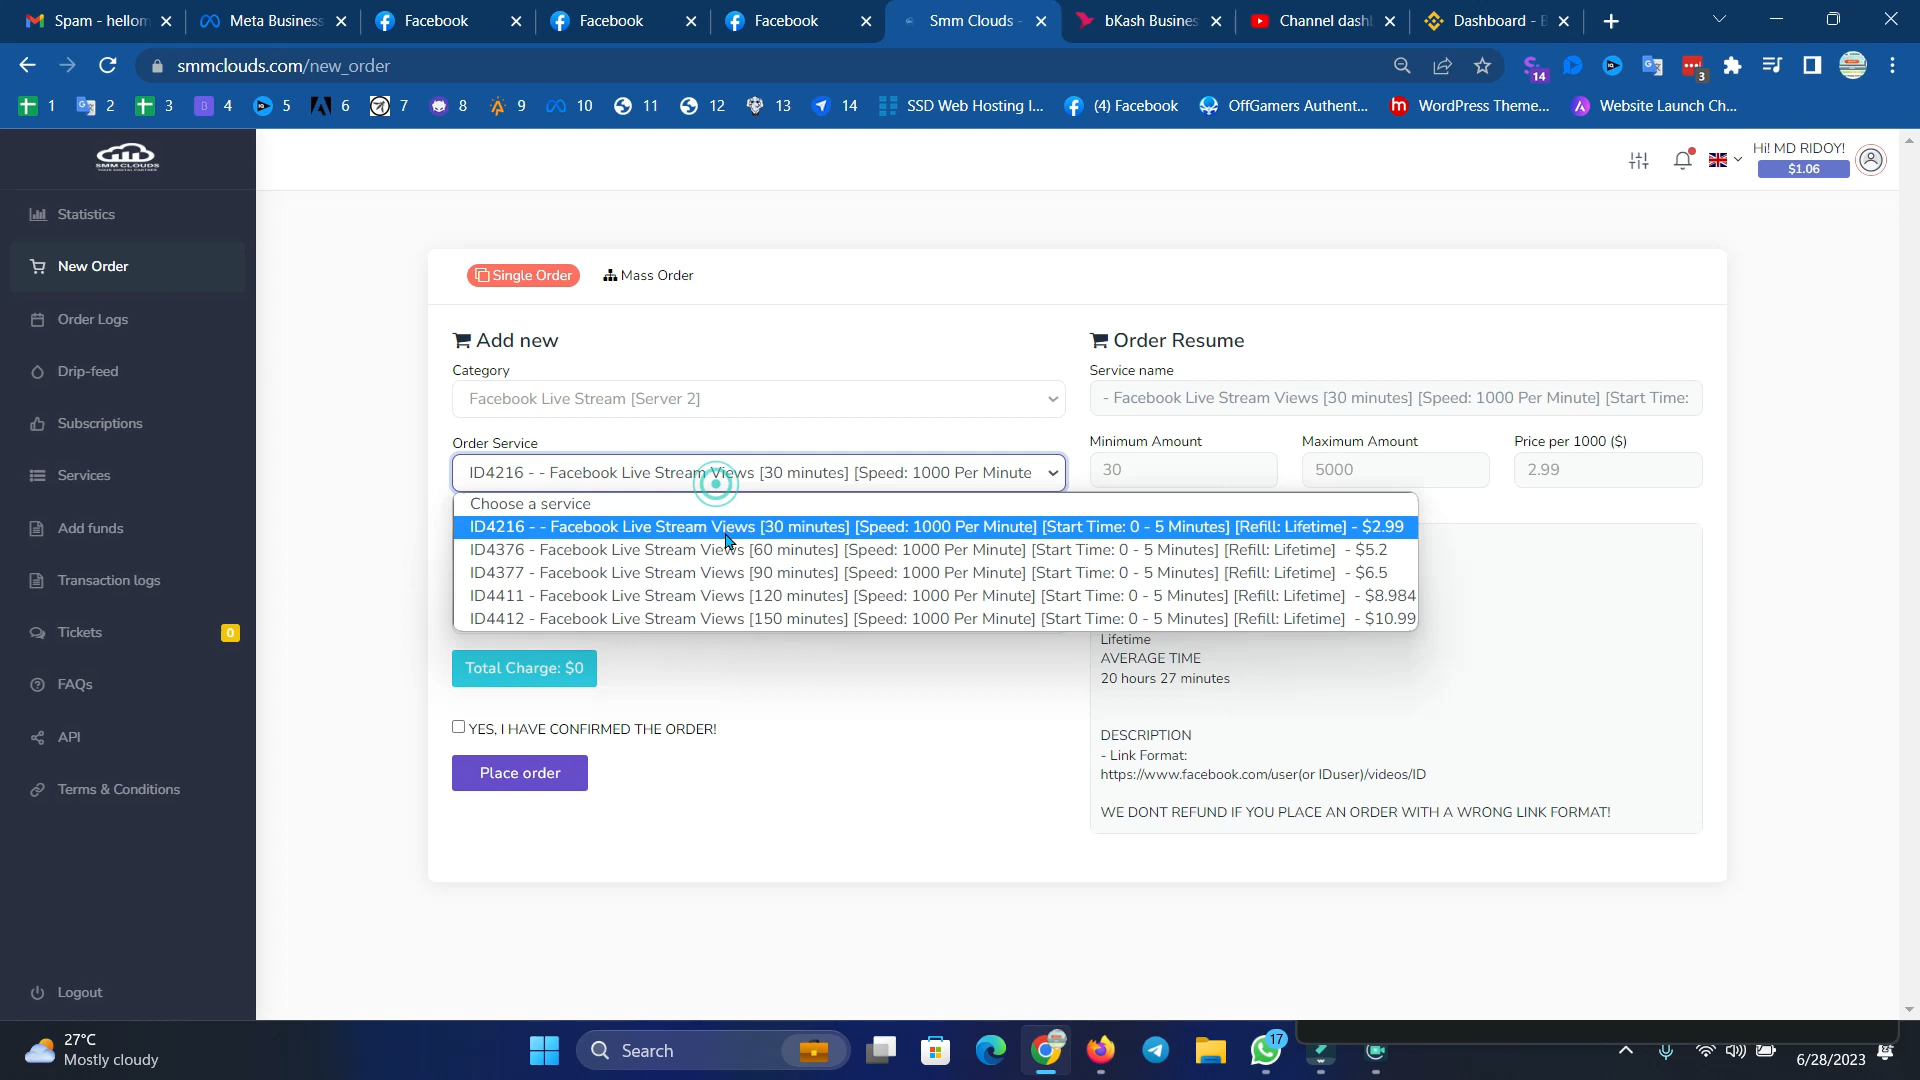 Spam - hellom
Meta Business
Facebook
Facebook
Facebook
Smm Clouds -
bKash Busines
Channel dash
Dashboard - B
smmclouds.com/new_order
14
3
1
2
3
4
5
6
7
8
9
10
11
12
13
14
SSD Web Hosting I...
(4) Facebook
OffGamers Authent...
WordPress Theme...
Website Launch Ch...
SMM CLOUDS
YOUR DIGITAL PARTNER
Hi! MD RIDOY!
$1.06
Statistics
New Order
Order Logs
Drip-feed
Subscriptions
Services
Add funds
Transaction logs
Tickets
0
FAQs
API
Terms & Conditions
Logout
Single Order
Mass Order
Add new
Category
Facebook Live Stream [Server 2]
Order Service
ID4216 - - Facebook Live Stream Views [30 minutes] [Speed: 1000 Per Minute
Choose a service
ID4216 - - Facebook Live Stream Views [30 minutes] [Speed: 1000 Per Minute] [Start Time: 0 - 5 Minutes] [Refill: Lifetime] - $2.99
ID4376 - Facebook Live Stream Views [60 minutes] [Speed: 1000 Per Minute] [Start Time: 0 - 5 Minutes] [Refill: Lifetime] - $5.2
ID4377 - Facebook Live Stream Views [90 minutes] [Speed: 1000 Per Minute] [Start Time: 0 - 5 Minutes] [Refill: Lifetime] - $6.5
ID4411 - Facebook Live Stream Views [120 minutes] [Speed: 1000 Per Minute] [Start Time: 0 - 5 Minutes] [Refill: Lifetime] - $8.984
ID4412 - Facebook Live Stream Views [150 minutes] [Speed: 1000 Per Minute] [Start Time: 0 - 5 Minutes] [Refill: Lifetime] - $10.99
Total Charge: $0
YES, I HAVE CONFIRMED THE ORDER!
Place order
Order Resume
Service name
- Facebook Live Stream Views [30 minutes] [Speed: 1000 Per Minute] [Start Time:
Minimum Amount
Maximum Amount
Price per 1000 ($)
30
5000
2.99
Lifetime
AVERAGE TIME
20 hours 27 minutes
DESCRIPTION
- Link Format:
https://www.facebook.com/user(or IDuser)/videos/ID
WE DONT REFUND IF YOU PLACE AN ORDER WITH A WRONG LINK FORMAT!
27°C
Mostly cloudy
Search
17
6/28/2023